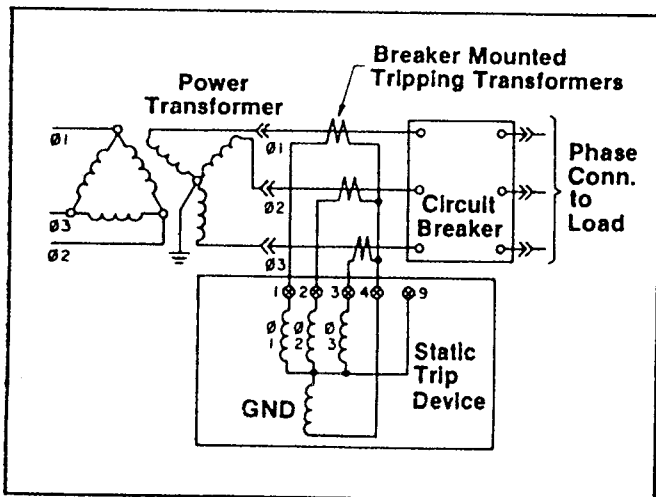 Breaker Mounted
Tripping Transformers
Power
Transformer
Ø1
Ø3
Ø2
Ø1
Ø2
Ø3
Circuit
Breaker
Phase
Conn.
to
Load
1 2 3 4 9
Ø
1
Ø
2
Ø
3
Static
Trip
Device
GND